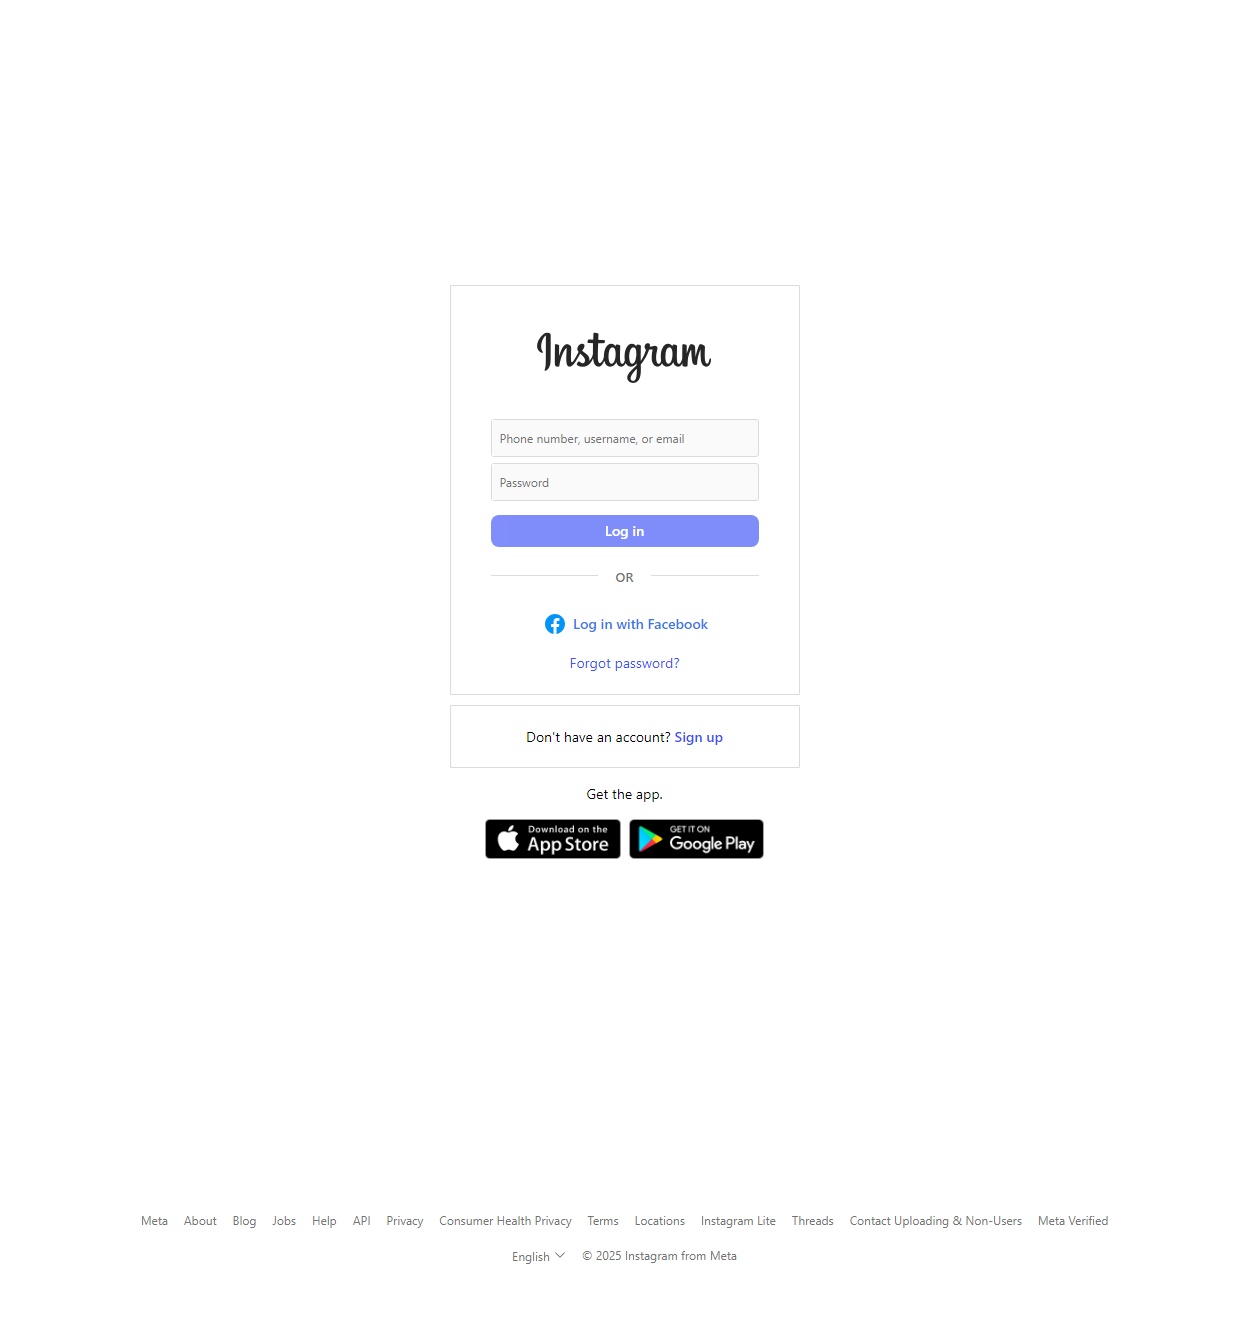 Instagram
Phone number, username, or email
Password
Log in
OR
Log in with Facebook
Forgot password?
Don't have an account? Sign up
Get the app.
Download on the
App Store
GET IT ON
Google Play
Meta About Blog Jobs Help API Privacy Consumer Health Privacy Terms Locations Instagram Lite Threads Contact Uploading & Non-Users Meta Verified
English © 2025 Instagram from Meta